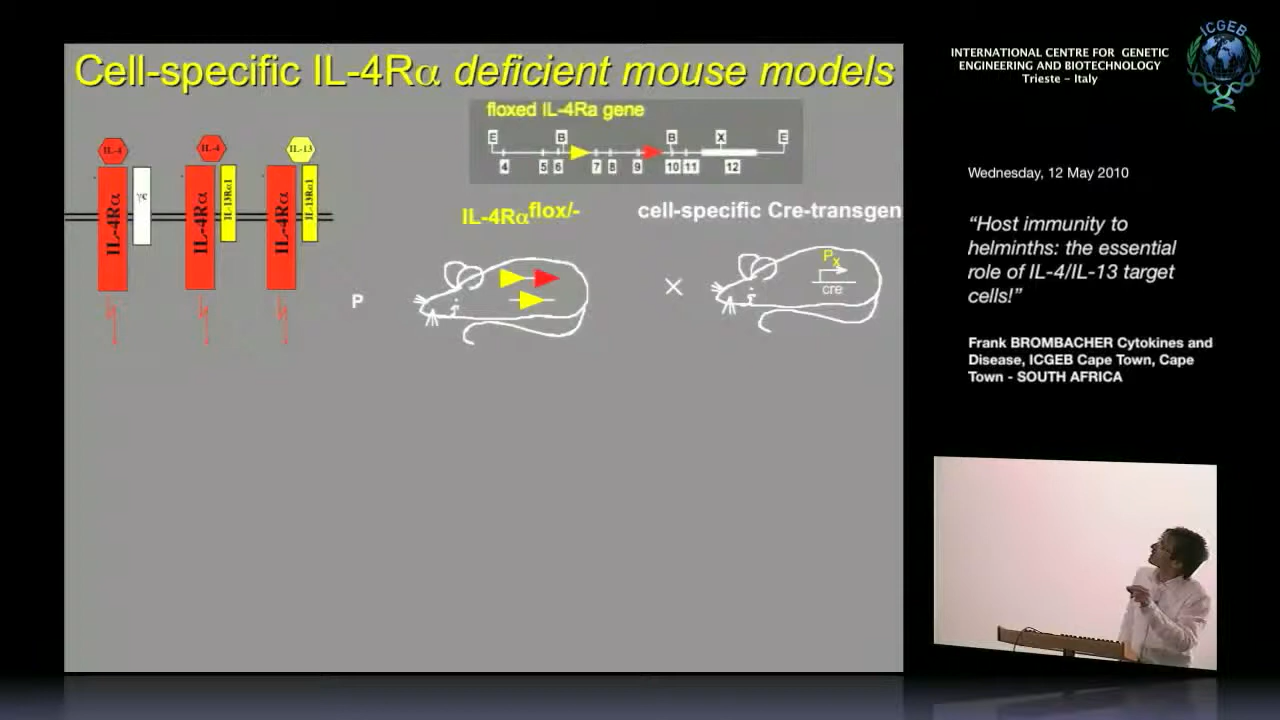 Cell-specific IL-4Rα deficient mouse models
floxed IL-4Ra gene
E B B X E
4 5 6 7 8 9 10 11 12
IL-4 IL-4 IL-13
IL-4Rα γc IL-4Rα IL-13Rα1 IL-4Rα IL-13Rα1
IL-4Rαflox/-
cell-specific Cre-transgen
P
×
Px
cre
ICGEB
INTERNATIONAL CENTRE FOR GENETIC
ENGINEERING AND BIOTECHNOLOGY
Trieste – Italy
Wednesday, 12 May 2010
“Host immunity to
helminths: the essential
role of IL-4/IL-13 target
cells!”
Frank BROMBACHER Cytokines and
Disease, ICGEB Cape Town, Cape
Town - SOUTH AFRICA